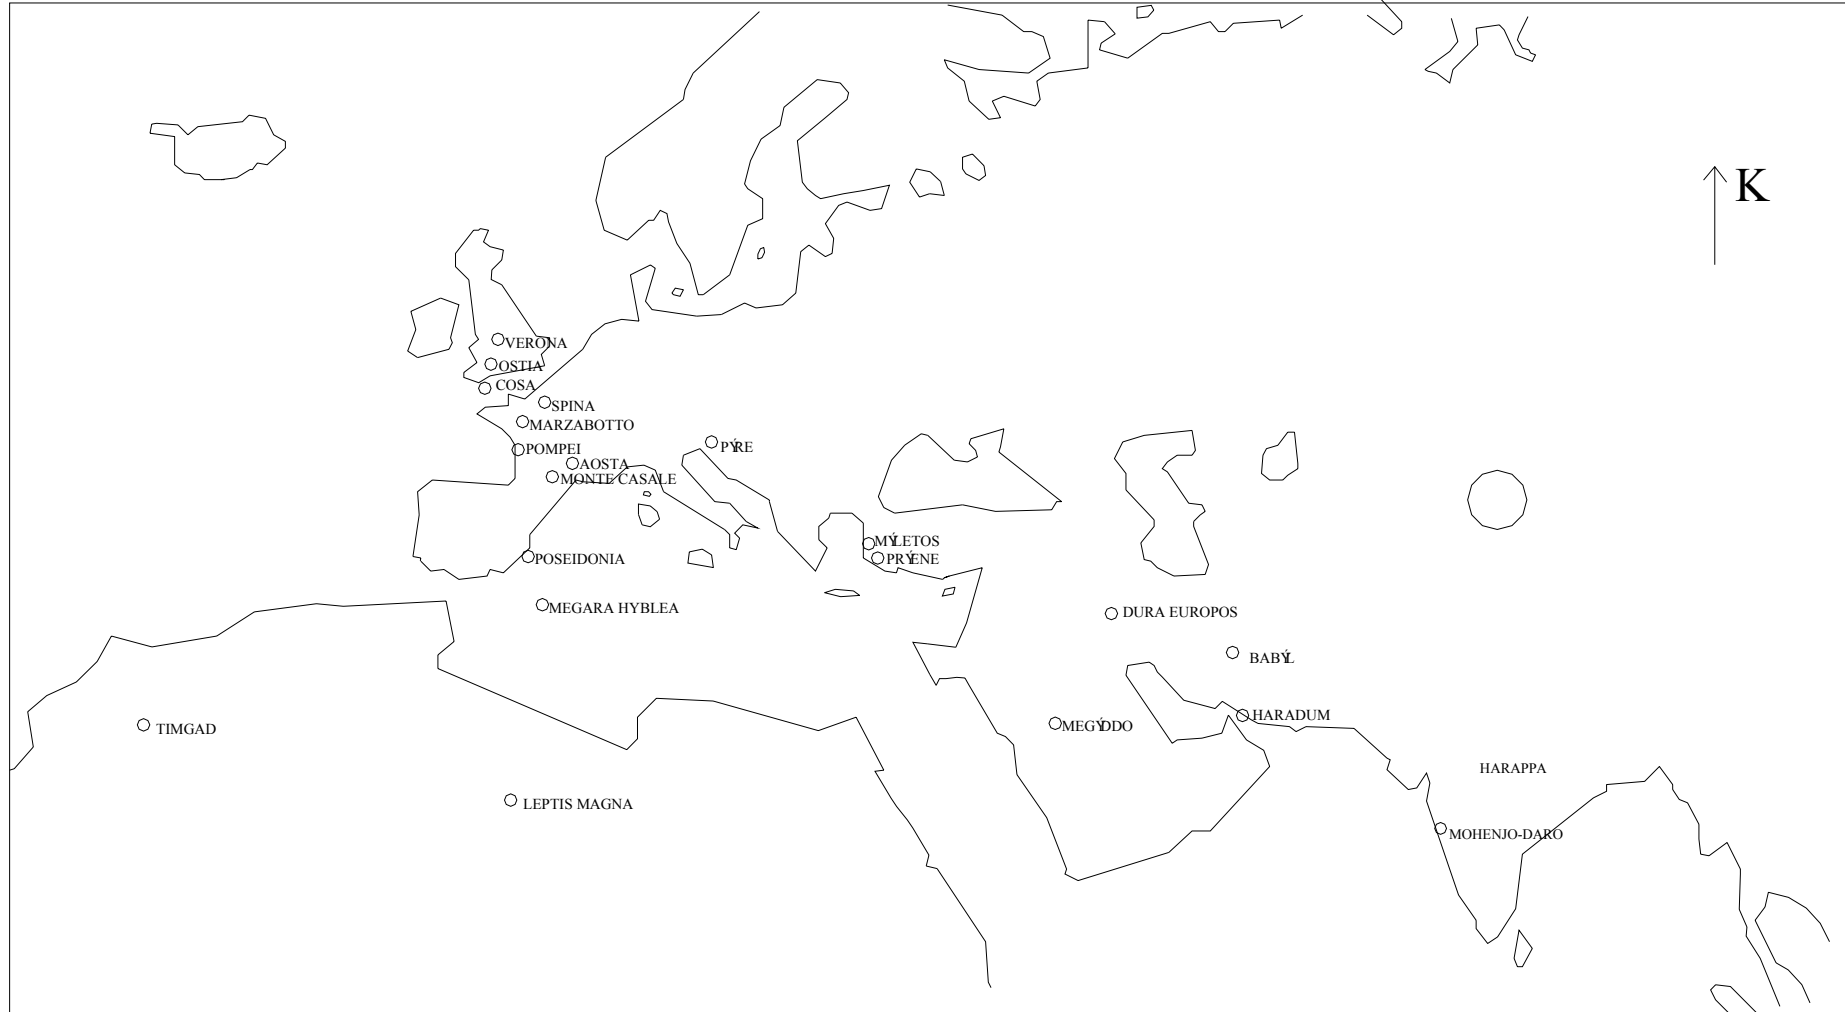 K
VERONA
OSTIA
COSA
SPINA
MARZABOTTO
PÝRE
POMPEI
AOSTA
MONTE CASALE
MÝLETOS
POSEIDONIA
PRÝENE
MEGARA HYBLEA
DURA EUROPOS
BABÝL
HARADUM
TIMGAD
MEGÝDDO
HARAPPA
LEPTIS MAGNA
MOHENJO-DARO